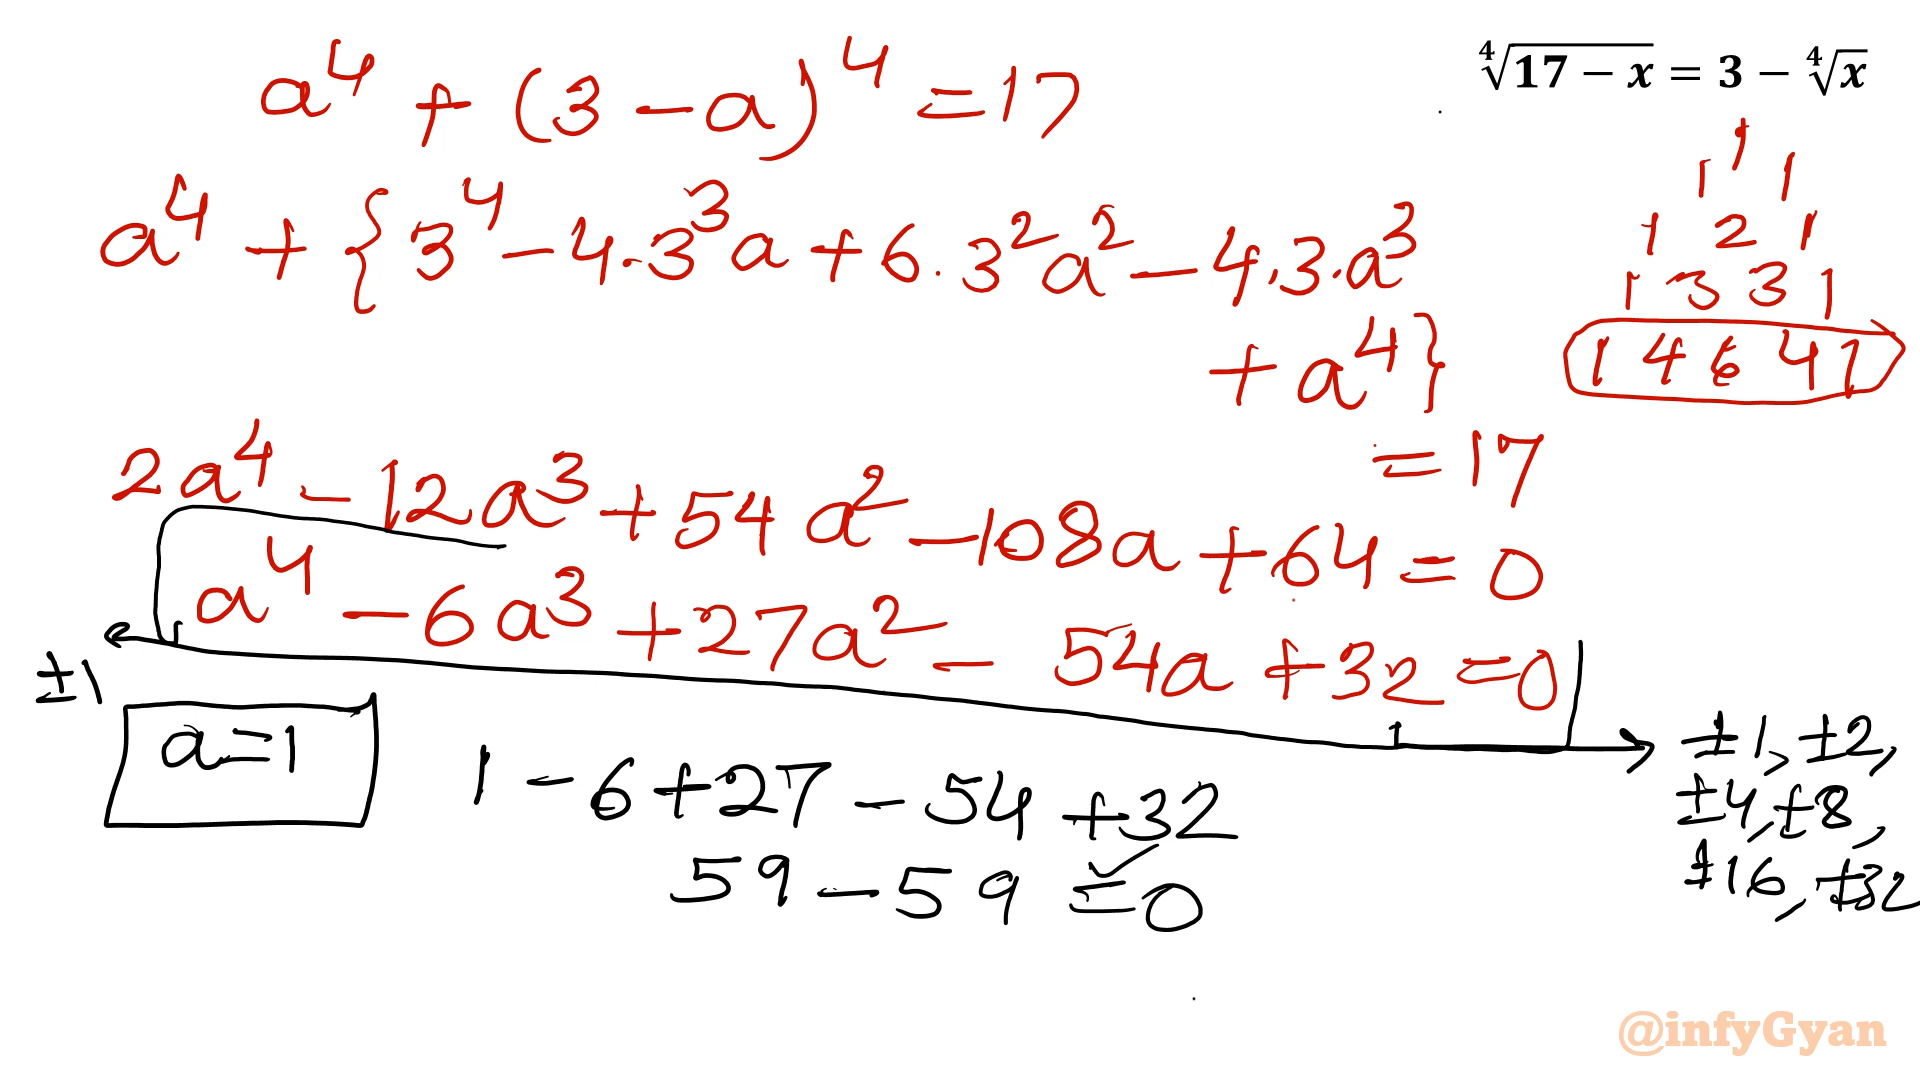 ∜(17 − x) = 3 − ∜x
a⁴ + (3 − a)⁴ = 17
a⁴ + {3⁴ − 4·3³a + 6·3²a² − 4·3·a³
+ a⁴}
= 17
1
1 1
1 2 1
1 3 3 1
1 4 6 4 1
2a⁴ − 12a³ + 54a² − 108a + 64 = 0
a⁴ − 6a³ + 27a² − 54a + 32 = 0
±1
±1, ±2,
±4, ±8,
±16, ±32
a = 1
1 − 6 + 27 − 54 + 32
59 − 59 = 0
@infyGyan